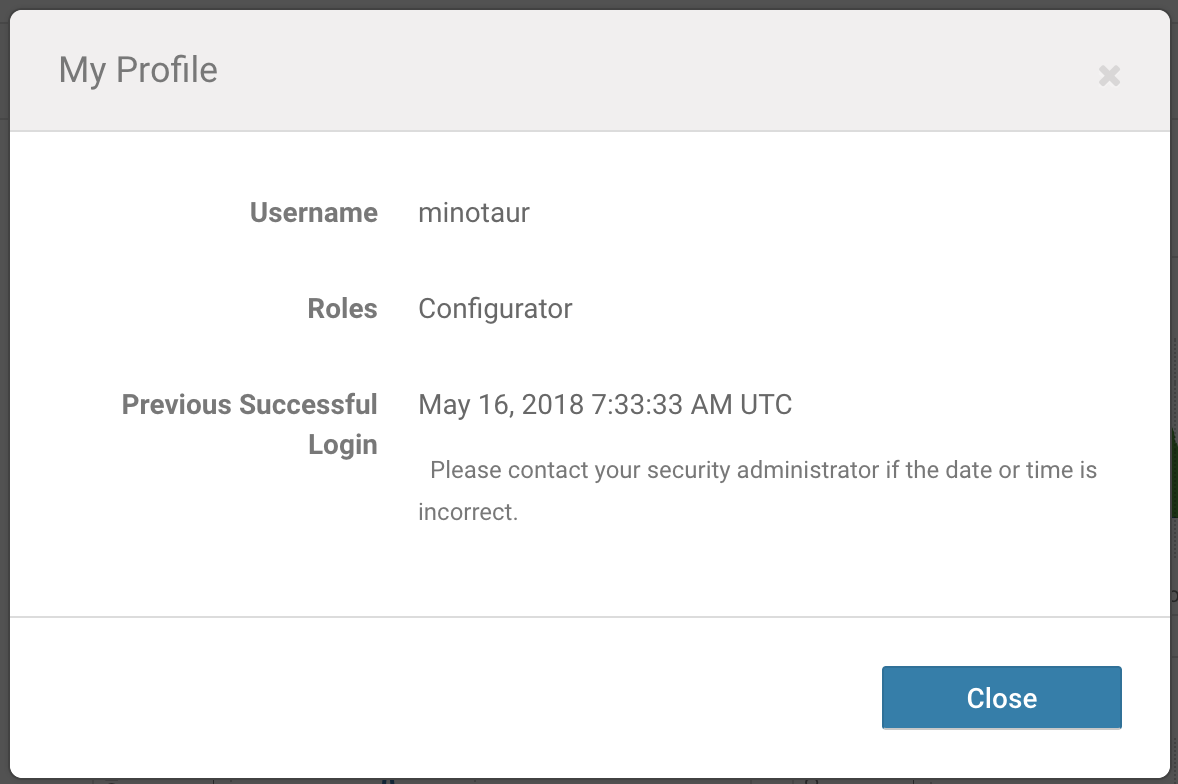 My Profile
Username minotaur
Roles Configurator
Previous Successful Login May 16, 2018 7:33:33 AM UTC
Please contact your security administrator if the date or time is
incorrect.
Close